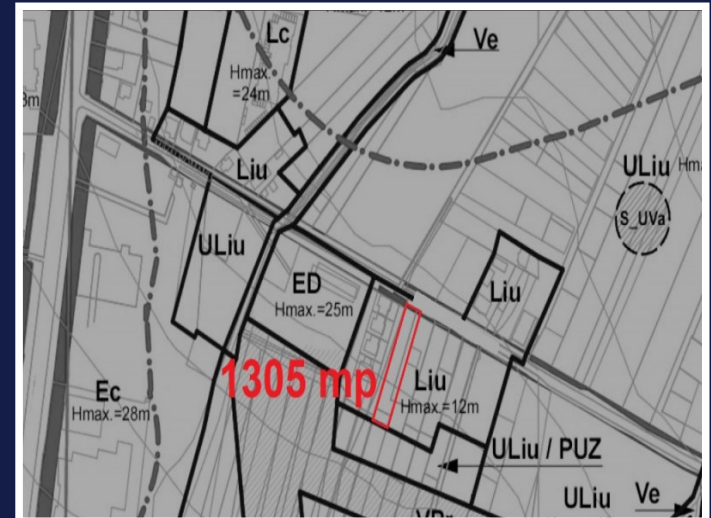 Lc
Ve
Hmax.
=24m
Liu
ULiu
S_UVa
ULiu
ED
Hmax.=25m
Liu
1305 mp
Liu
Hmax.=12m
Ec
Hmax.=28m
ULiu / PUZ
ULiu
Ve